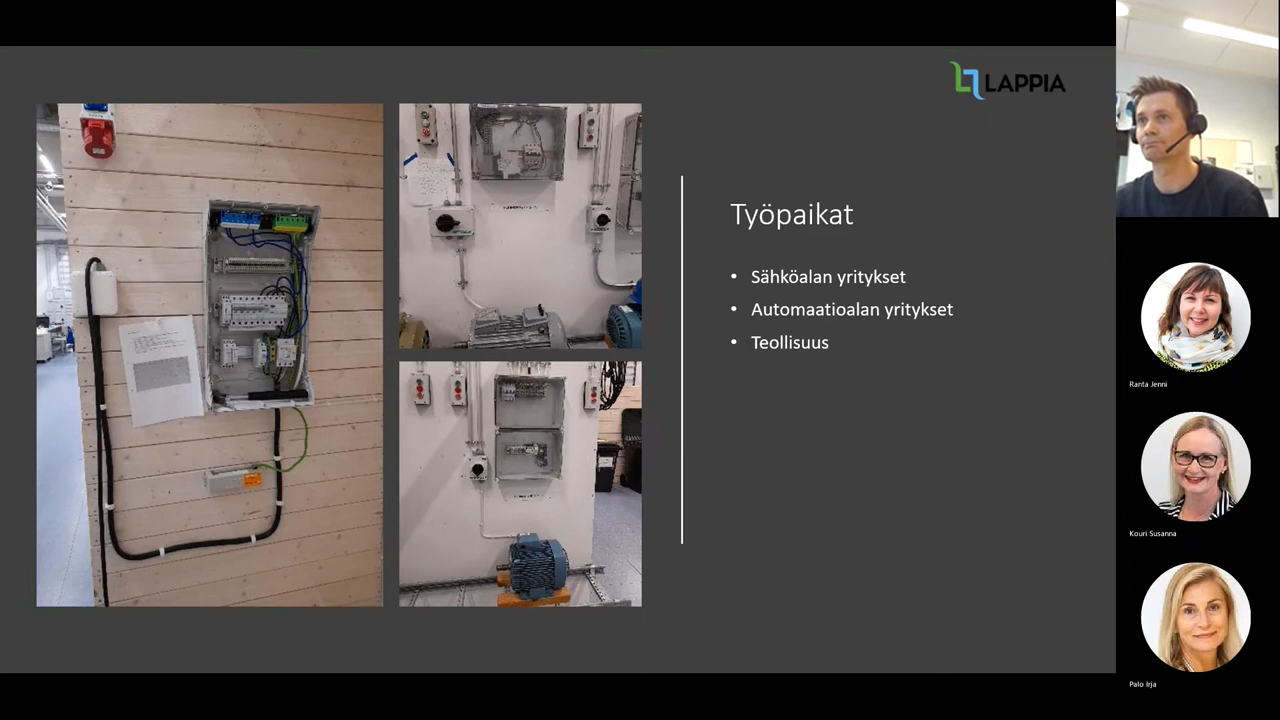 LAPPIA
Työpaikat
• Sähköalan yritykset
• Automaatioalan yritykset
• Teollisuus
Ranta Jenni
Kouri Susanna
Palo Irja